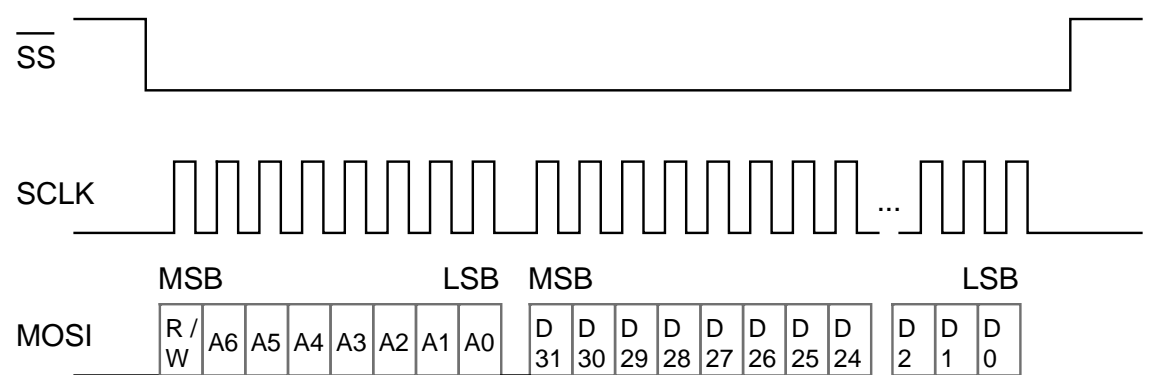 SS
SCLK
...
MSB LSB MSB LSB
MOSI
R / W A6 A5 A4 A3 A2 A1 A0 D 31 D 30 D 29 D 28 D 27 D 26 D 25 D 24 D 2 D 1 D 0